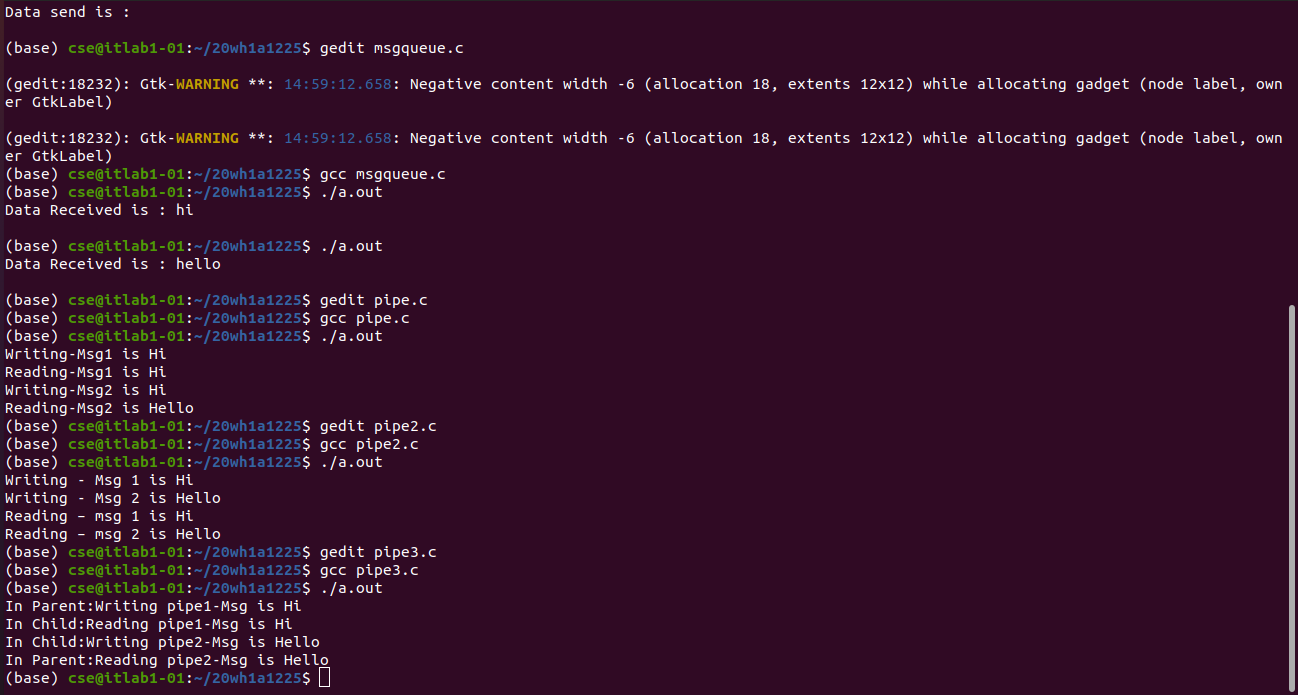 Data send is :
(base) cse@itlab1-01:~/20wh1a1225$ gedit msgqueue.c
(gedit:18232): Gtk-WARNING **: 14:59:12.658: Negative content width -6 (allocation 18, extents 12x12) while allocating gadget (node label, own
er GtkLabel)
(gedit:18232): Gtk-WARNING **: 14:59:12.658: Negative content width -6 (allocation 18, extents 12x12) while allocating gadget (node label, own
er GtkLabel)
(base) cse@itlab1-01:~/20wh1a1225$ gcc msgqueue.c
(base) cse@itlab1-01:~/20wh1a1225$ ./a.out
Data Received is : hi
(base) cse@itlab1-01:~/20wh1a1225$ ./a.out
Data Received is : hello
(base) cse@itlab1-01:~/20wh1a1225$ gedit pipe.c
(base) cse@itlab1-01:~/20wh1a1225$ gcc pipe.c
(base) cse@itlab1-01:~/20wh1a1225$ ./a.out
Writing-Msg1 is Hi
Reading-Msg1 is Hi
Writing-Msg2 is Hi
Reading-Msg2 is Hello
(base) cse@itlab1-01:~/20wh1a1225$ gedit pipe2.c
(base) cse@itlab1-01:~/20wh1a1225$ gcc pipe2.c
(base) cse@itlab1-01:~/20wh1a1225$ ./a.out
Writing - Msg 1 is Hi
Writing - Msg 2 is Hello
Reading – msg 1 is Hi
Reading – msg 2 is Hello
(base) cse@itlab1-01:~/20wh1a1225$ gedit pipe3.c
(base) cse@itlab1-01:~/20wh1a1225$ gcc pipe3.c
(base) cse@itlab1-01:~/20wh1a1225$ ./a.out
In Parent:Writing pipe1-Msg is Hi
In Child:Reading pipe1-Msg is Hi
In Child:Writing pipe2-Msg is Hello
In Parent:Reading pipe2-Msg is Hello
(base) cse@itlab1-01:~/20wh1a1225$